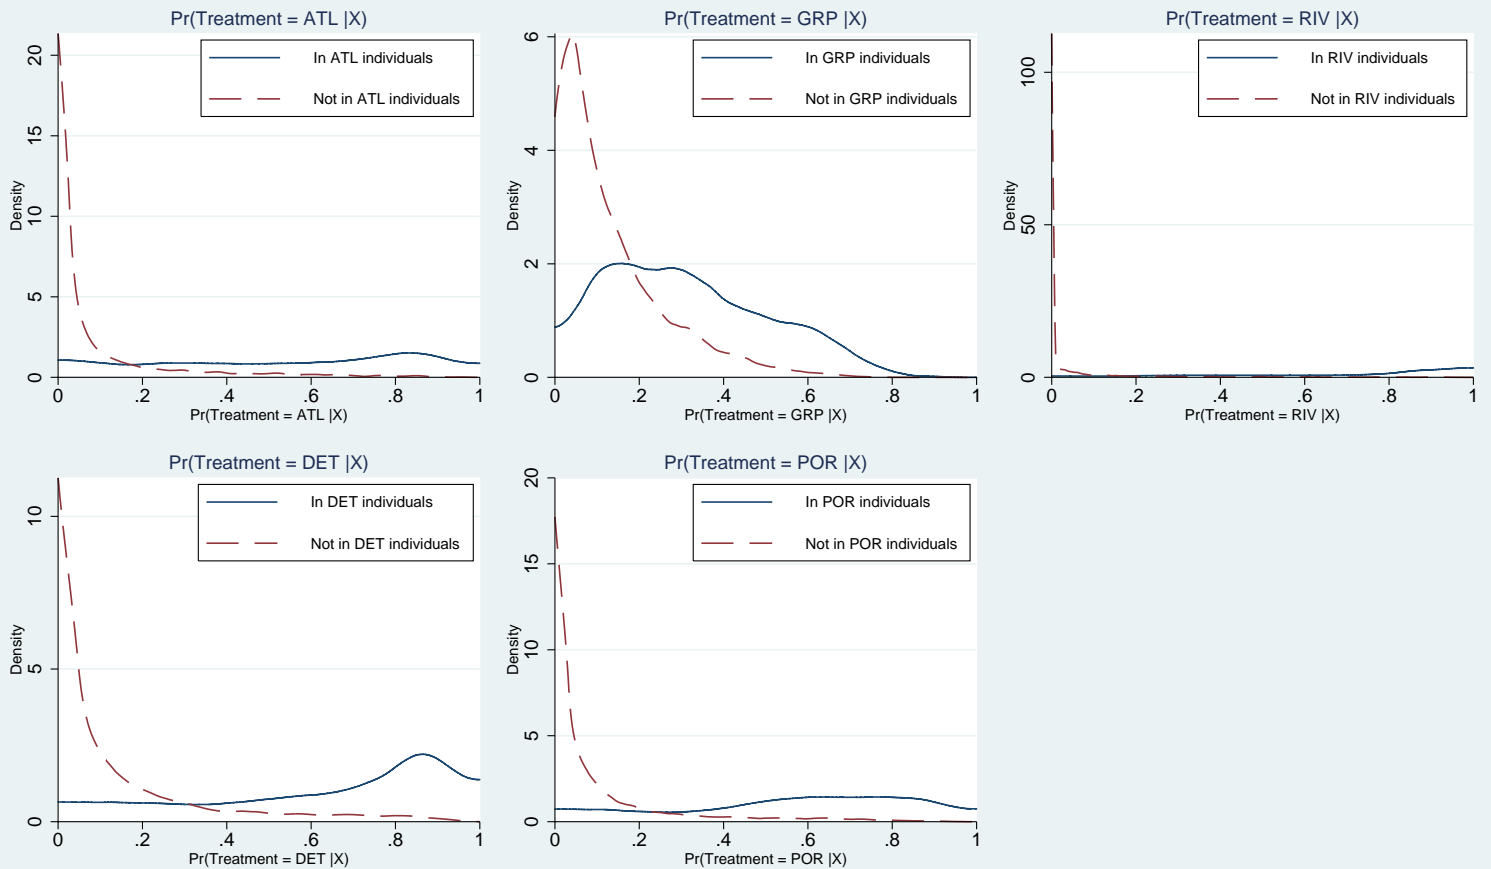 Pr(Treatment = ATL |X)
In ATL individuals
Not in ATL individuals
Density
20
15
10
5
0
0 .2 .4 .6 .8 1
Pr(Treatment = ATL |X)
Pr(Treatment = GRP |X)
In GRP individuals
Not in GRP individuals
Density
6
4
2
0
0 .2 .4 .6 .8 1
Pr(Treatment = GRP |X)
Pr(Treatment = RIV |X)
In RIV individuals
Not in RIV individuals
Density
100
50
0
0 .2 .4 .6 .8 1
Pr(Treatment = RIV |X)
Pr(Treatment = DET |X)
In DET individuals
Not in DET individuals
Density
10
5
0
0 .2 .4 .6 .8 1
Pr(Treatment = DET |X)
Pr(Treatment = POR |X)
In POR individuals
Not in POR individuals
Density
20
15
10
5
0
0 .2 .4 .6 .8 1
Pr(Treatment = POR |X)